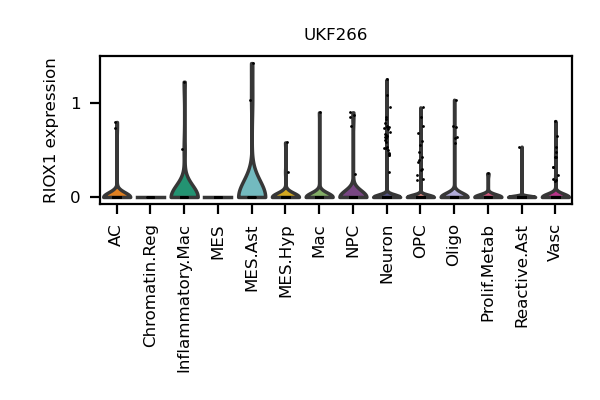 UKF266
RIOX1 expression
1
0
AC
Chromatin.Reg
Inflammatory.Mac
MES
MES.Ast
MES.Hyp
Mac
NPC
Neuron
OPC
Oligo
Prolif.Metab
Reactive.Ast
Vasc